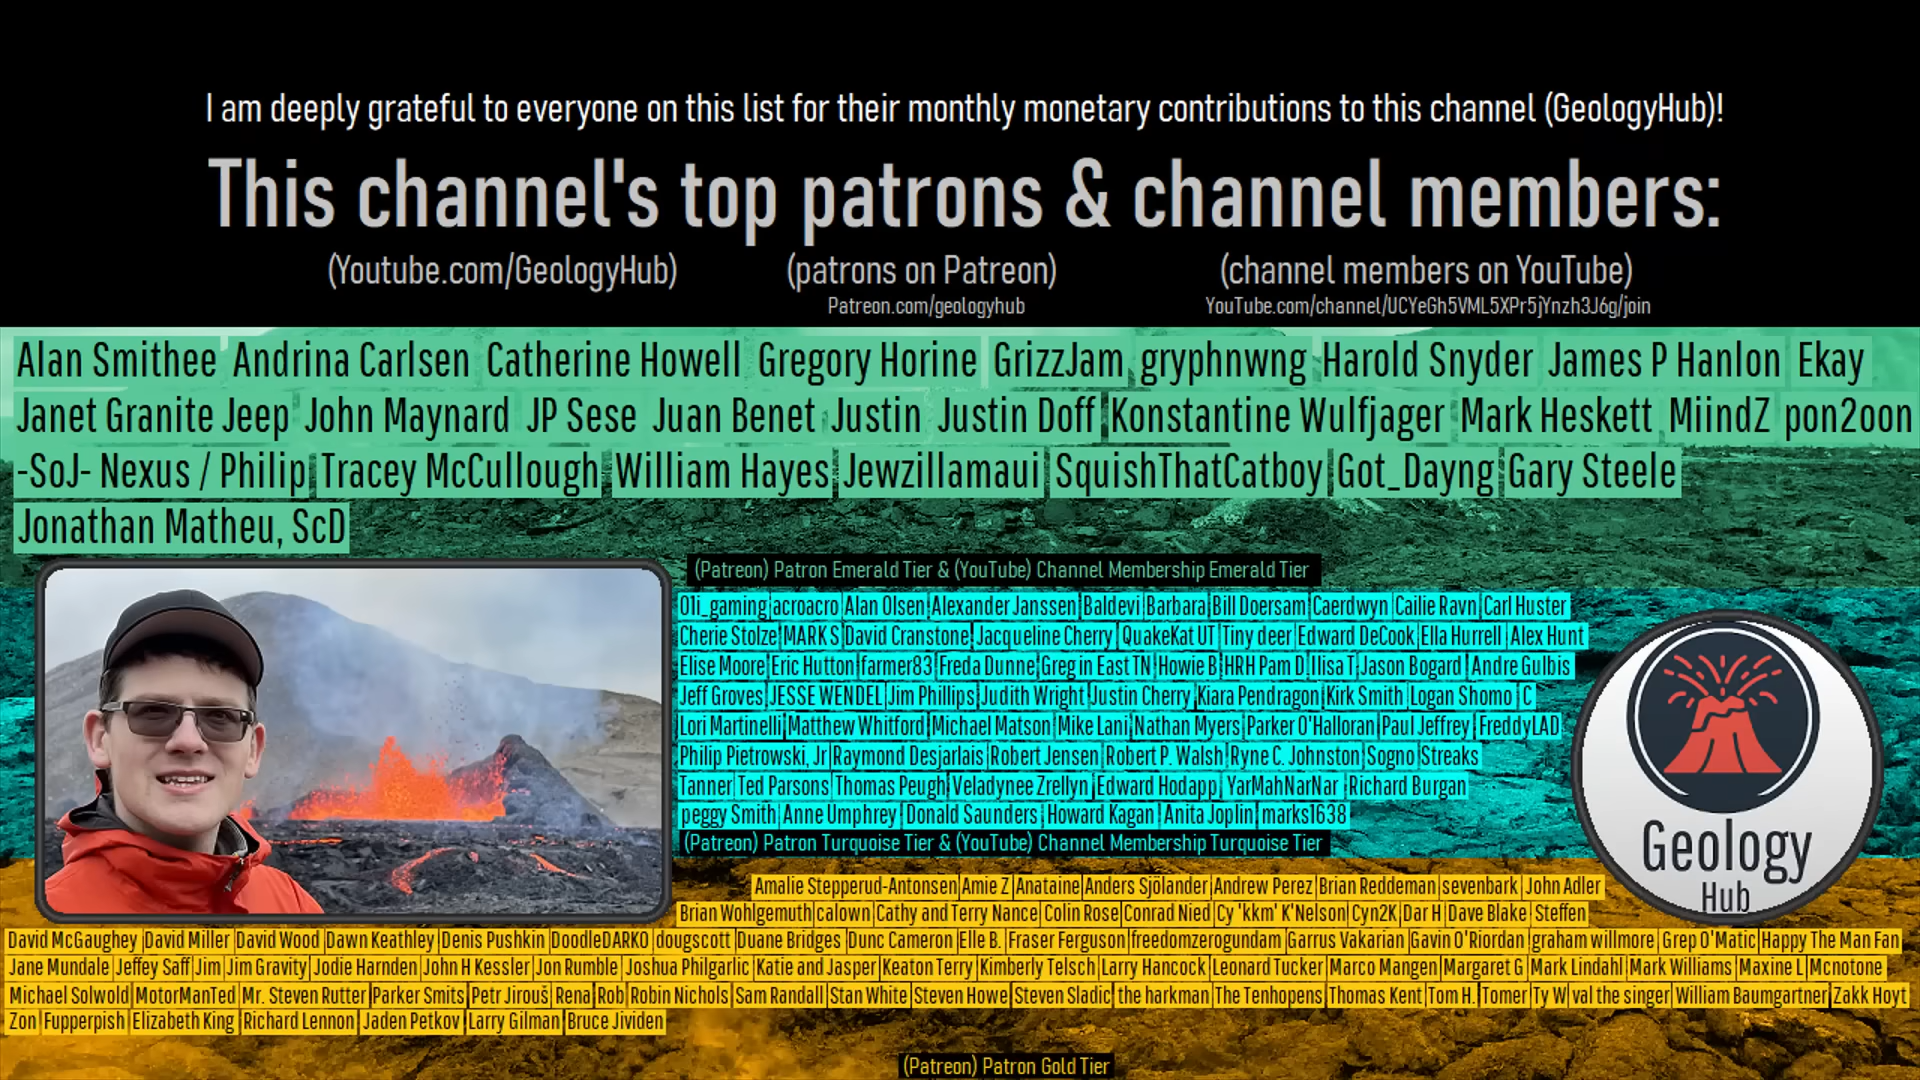 I am deeply grateful to everyone on this list for their monthly monetary contributions to this channel (GeologyHub)!
This channel's top patrons & channel members:
(Youtube.com/GeologyHub) (patrons on Patreon) (channel members on YouTube)
Patreon.com/geologyhub YouTube.com/channel/UCYeGh5VML5XPr5jYnzh3J6g/join
Alan Smithee Andrina Carlsen Catherine Howell Gregory Horine GrizzJam gryphnwng Harold Snyder James P Hanlon Ekay
Janet Granite Jeep John Maynard JP Sese Juan Benet Justin Justin Doff Konstantine Wulfjager Mark Heskett MiindZ pon2oon
-SoJ- Nexus / Philip Tracey McCullough William Hayes Jewzillamaui SquishThatCatboy Got_Dayng Gary Steele
Jonathan Matheu, ScD
(Patreon) Patron Emerald Tier & (YouTube) Channel Membership Emerald Tier
01i_gaming acroacro Alan Olsen Alexander Janssen Baldevi Barbara Bill Doersam Caerdwyn Cailie Ravn Carl Huster
Cherie Stolze MARK S David Cranstone Jacqueline Cherry QuakeKat UT Tiny deer Edward DeCook Ella Hurrell Alex Hunt
Elise Moore Eric Hutton farmer83 Freda Dunne Greg in East TN Howie B HRH Pam D Ilisa T Jason Bogard Andre Gulbis
Jeff Groves JESSE WENDEL Jim Phillips Judith Wright Justin Cherry Kiara Pendragon Kirk Smith Logan Shomo C
Lori Martinelli Matthew Whitford Michael Matson Mike Lani Nathan Myers Parker O'Halloran Paul Jeffrey FreddyLAD
Philip Pietrowski, Jr Raymond Desjarlais Robert Jensen Robert P. Walsh Ryne C. Johnston Sogno Streaks
Tanner Ted Parsons Thomas Peugh Veladynee Zrellyn Edward Hodapp YarMahNarNar Richard Burgan
peggy Smith Anne Umphrey Donald Saunders Howard Kagan Anita Joplin marks1638
(Patreon) Patron Turquoise Tier & (YouTube) Channel Membership Turquoise Tier
Geology
Hub
Amalie Stepperud-Antonsen Amie Z Anataine Anders Sjölander Andrew Perez Brian Reddeman sevenbark John Adler
Brian Wohlgemuth calown Cathy and Terry Nance Colin Rose Conrad Nied Cy 'kkm' K'Nelson Cyn2K Dar H Dave Blake Steffen
David McGaughey David Miller David Wood Dawn Keathley Denis Pushkin DoodleDARKO dougscott Duane Bridges Dunc Cameron Elle B. Fraser Ferguson freedomzerogundam Garrus Vakarian Gavin O'Riordan graham willmore Grep O'Matic Happy The Man Fan
Jane Mundale Jeffey Saff Jim Jim Gravity Jodie Harnden John H Kessler Jon Rumble Joshua Philgarlic Katie and Jasper Keaton Terry Kimberly Telsch Larry Hancock Leonard Tucker Marco Mangen Margaret G Mark Lindahl Mark Williams Maxine L Mcnotone
Michael Solwold MotorManTed Mr. Steven Rutter Parker Smits Petr Jirouš Rena Rob Robin Nichols Sam Randall Stan White Steven Howe Steven Sladic the harkman The Tenhopens Thomas Kent Tom H. Tomer Ty W val the singer William Baumgartner Zakk Hoyt
Zon Fupperpish Elizabeth King Richard Lennon Jaden Petkov Larry Gilman Bruce Jividen
(Patreon) Patron Gold Tier